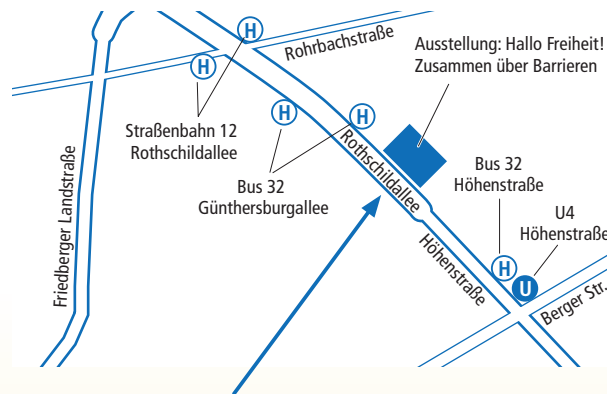 H
Rohrbachstraße
Ausstellung: Hallo Freiheit!
Zusammen über Barrieren
H
H
H
Straßenbahn 12
Rothschildallee
Rothschildallee
Bus 32
Günthersburgallee
Bus 32
Höhenstraße
Friedberger Landstraße
U4
Höhenstraße
Höhenstraße
H
U
Berger Str.